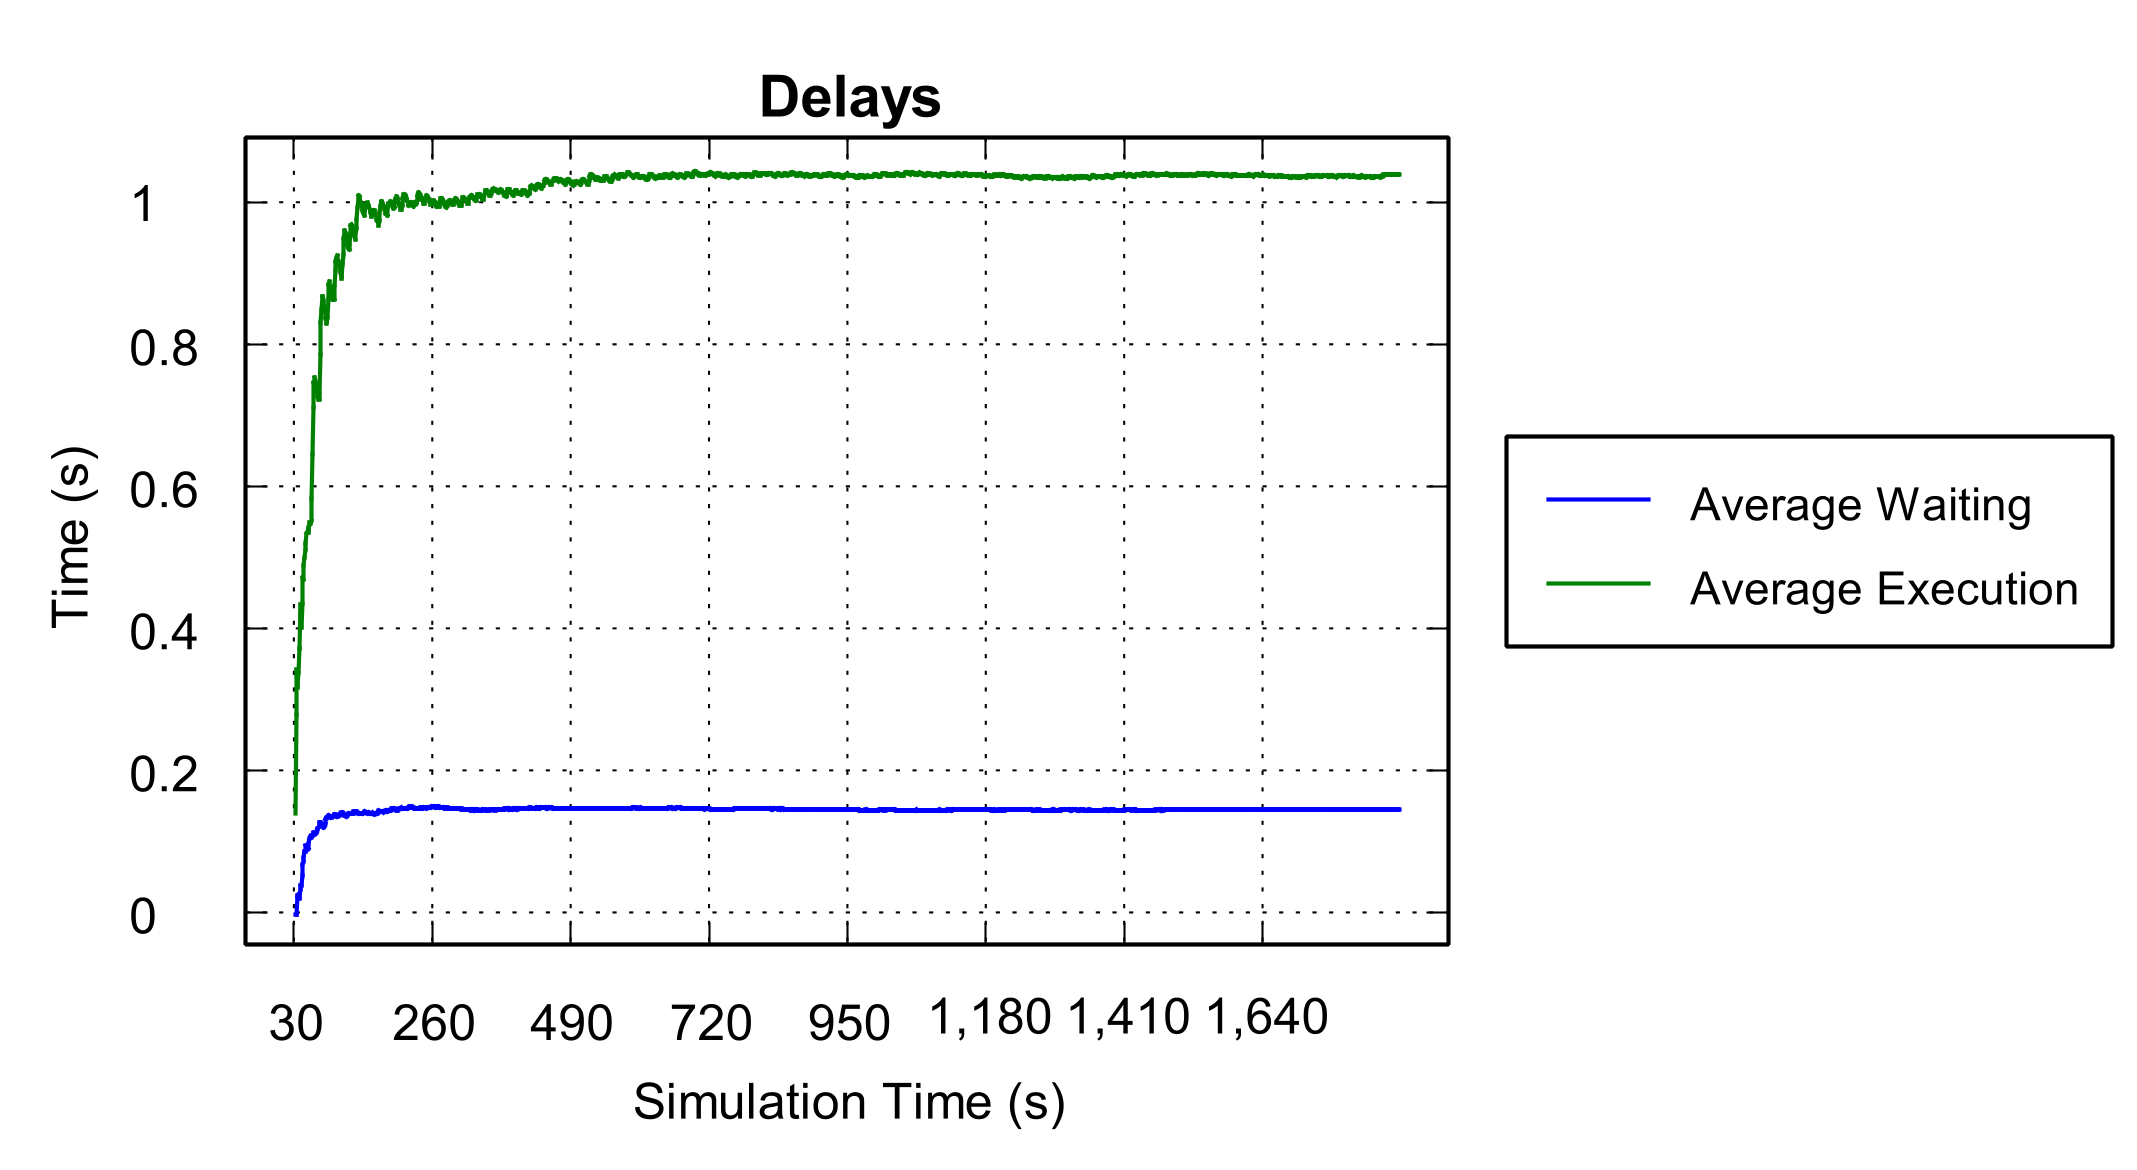 Delays
1
0.8
0.6
0.4
0.2
0
Time (s)
30 260 490 720 950 1,180 1,410 1,640
Simulation Time (s)
Average Waiting
Average Execution